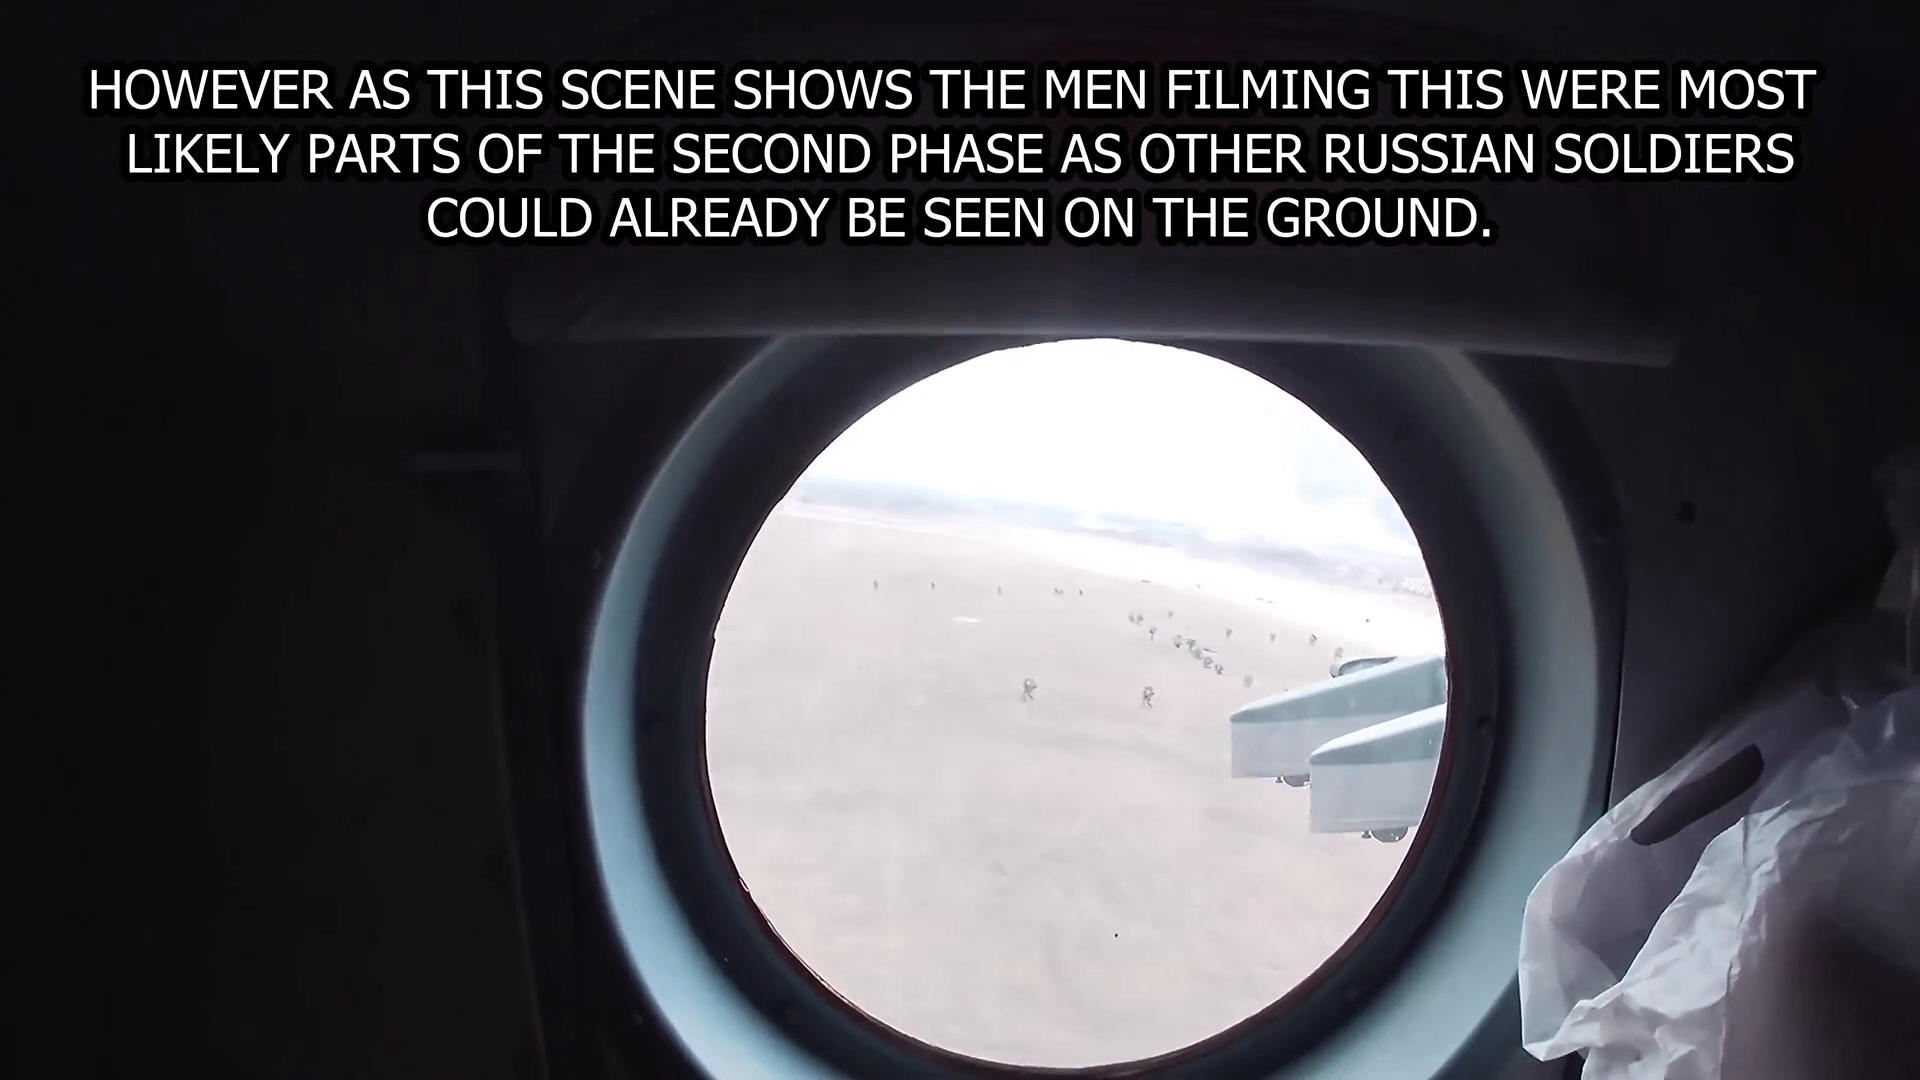 HOWEVER AS THIS SCENE SHOWS THE MEN FILMING THIS WERE MOST
LIKELY PARTS OF THE SECOND PHASE AS OTHER RUSSIAN SOLDIERS
COULD ALREADY BE SEEN ON THE GROUND.